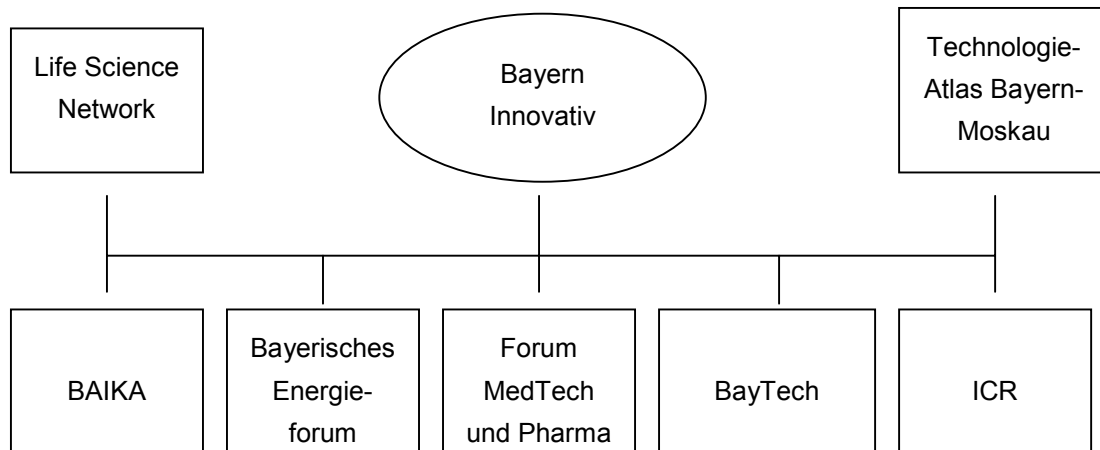 Life Science
Network
Bayern
Innovativ
Technologie-
Atlas Bayern-
Moskau
BAIKA
Bayerisches
Energie-
forum
Forum
MedTech
und Pharma
BayTech
ICR